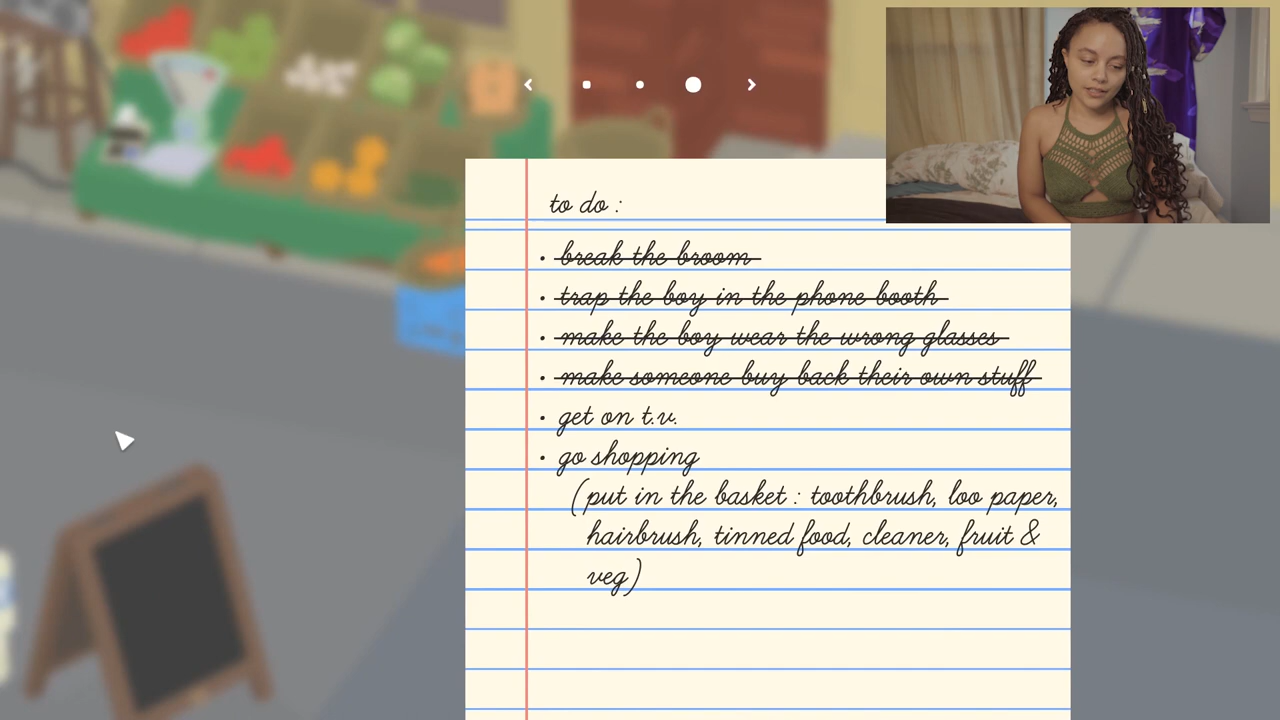 to do :
• break the broom
• trap the boy in the phone booth
• make the boy wear the wrong glasses
• make someone buy back their own stuff
• get on t.v.
• go shopping
(put in the basket : toothbrush, loo paper,
hairbrush, tinned food, cleaner, fruit &
veg)